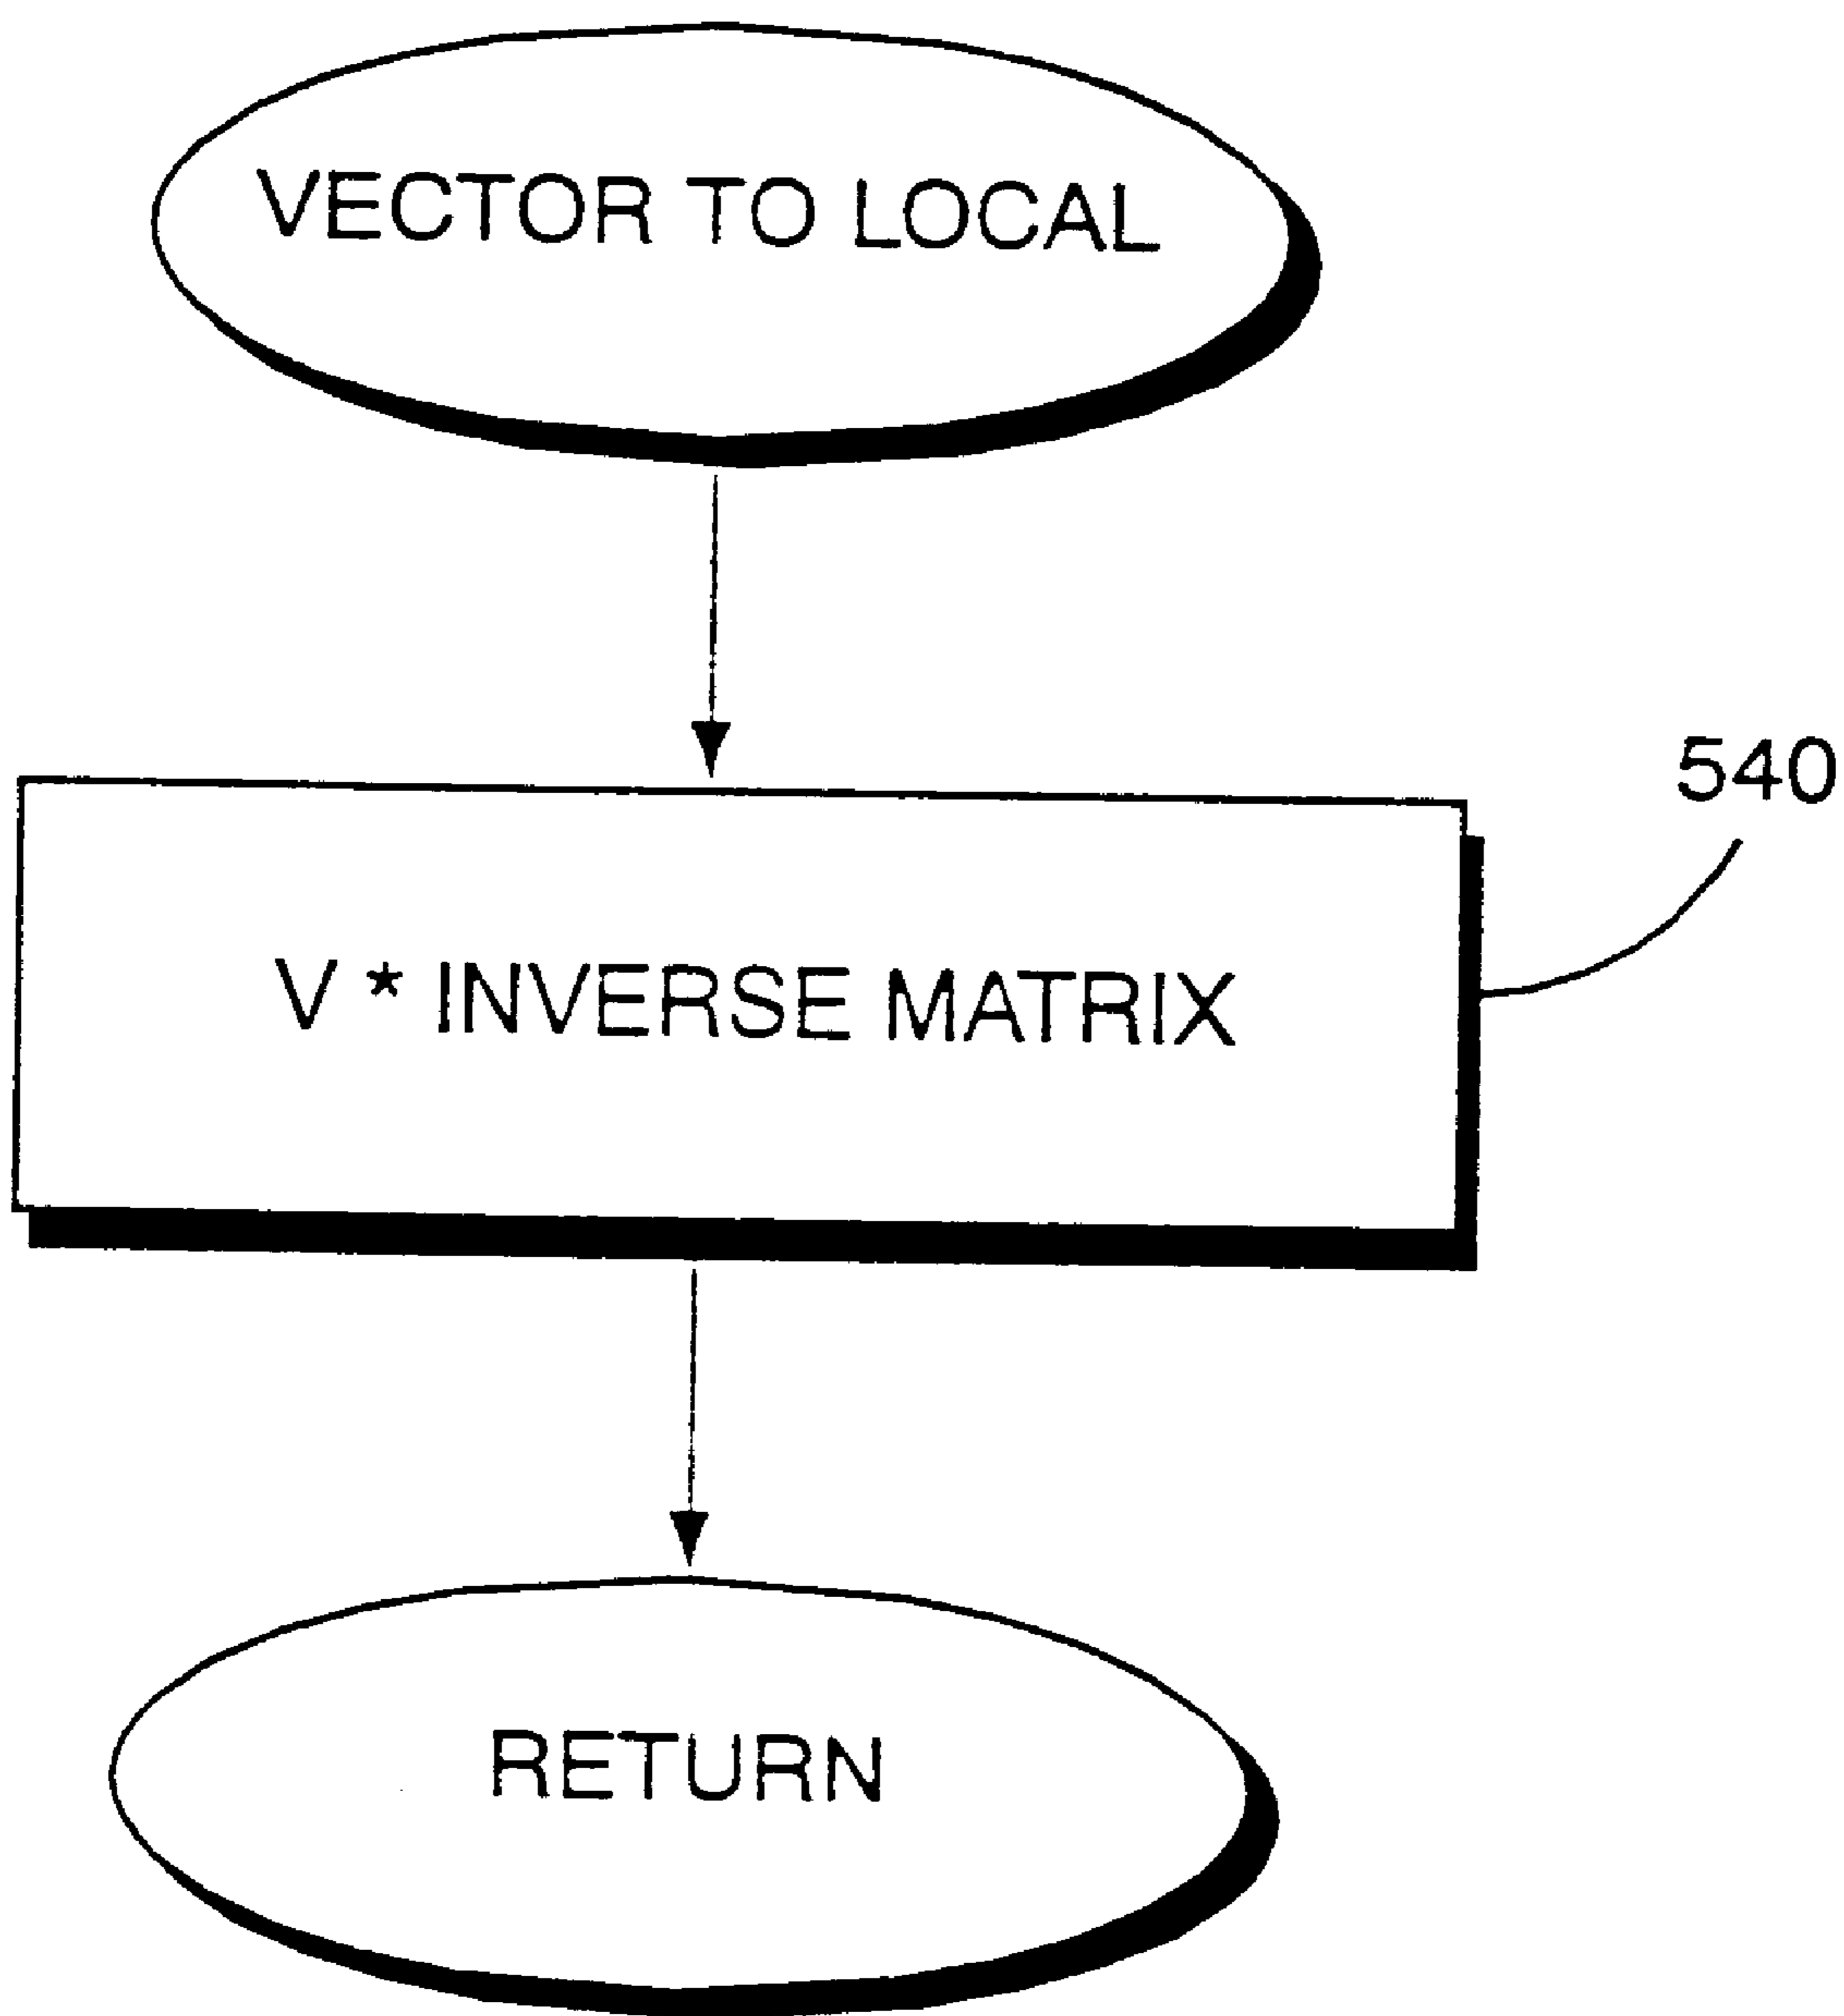 VECTOR TO LOCAL
540
V * INVERSE MATRIX
RETURN